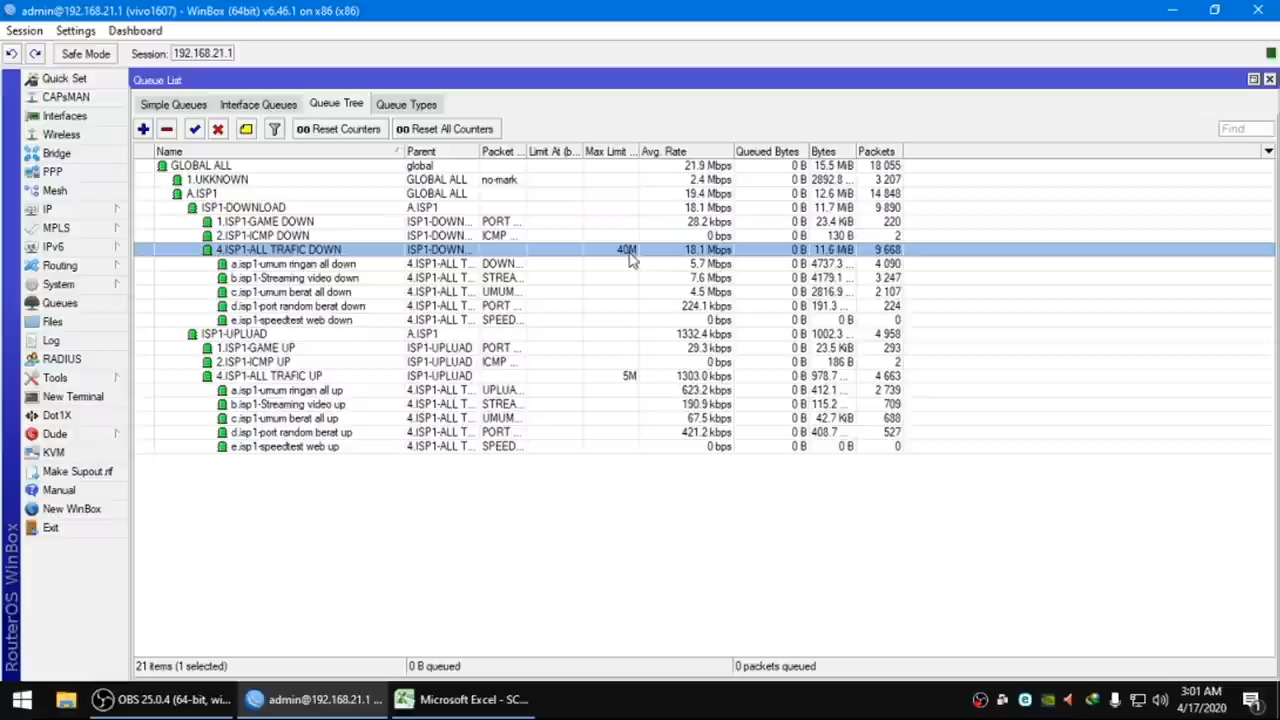 admin@192.168.21.1 (vivo1607) - WinBox (64bit) v6.46.1 on x86 (x86)
Session Settings Dashboard
Safe Mode Session: 192.168.21.1
Queue List
Simple Queues Interface Queues Queue Tree Queue Types
00 Reset Counters 00 Reset All Counters Find
Name Parent Packet ... Limit At (b... Max Limit ... Avg. Rate Queued Bytes Bytes Packets
GLOBAL ALL global 21.9 Mbps 0 B 15.5 MiB 18 055
1.UKKNOWN GLOBAL ALL no-mark 2.4 Mbps 0 B 2892.8 ... 3 207
A.ISP1 GLOBAL ALL 19.4 Mbps 0 B 12.6 MiB 14 848
ISP1-DOWNLOAD A.ISP1 18.1 Mbps 0 B 11.7 MiB 9 890
1.ISP1-GAME DOWN ISP1-DOWN... PORT ... 28.2 kbps 0 B 23.4 KiB 220
2.ISP1-ICMP DOWN ISP1-DOWN... ICMP ... 0 bps 0 B 130 B 2
4.ISP1-ALL TRAFIC DOWN ISP1-DOWN... 40M 18.1 Mbps 0 B 11.6 MiB 9 668
a.isp1-umum ringan all down 4.ISP1-ALL T... DOWN... 5.7 Mbps 0 B 4737.3 ... 4 090
b.isp1-Streaming video down 4.ISP1-ALL T... STREA... 7.6 Mbps 0 B 4179.1 ... 3 247
c.isp1-umum berat all down 4.ISP1-ALL T... UMUM... 4.5 Mbps 0 B 2816.9 ... 2 107
d.isp1-port random berat down 4.ISP1-ALL T... PORT ... 224.1 kbps 0 B 191.3 ... 224
e.isp1-speedtest web down 4.ISP1-ALL T... SPEED... 0 bps 0 B 0 B 0
ISP1-UPLUAD A.ISP1 1332.4 kbps 0 B 1002.3 ... 4 958
1.ISP1-GAME UP ISP1-UPLUAD PORT ... 29.3 kbps 0 B 23.5 KiB 293
2.ISP1-ICMP UP ISP1-UPLUAD ICMP ... 0 bps 0 B 186 B 2
4.ISP1-ALL TRAFIC UP ISP1-UPLUAD 5M 1303.0 kbps 0 B 978.7 ... 4 663
a.isp1-umum ringan all up 4.ISP1-ALL T... UPLUA... 623.2 kbps 0 B 412.1 ... 2 739
b.isp1-Streaming video up 4.ISP1-ALL T... STREA... 190.9 kbps 0 B 115.2 ... 709
c.isp1-umum berat all up 4.ISP1-ALL T... UMUM... 67.5 kbps 0 B 42.7 KiB 688
d.isp1-port random berat up 4.ISP1-ALL T... PORT ... 421.2 kbps 0 B 408.7 ... 527
e.isp1-speedtest web up 4.ISP1-ALL T... SPEED... 0 bps 0 B 0 B 0
21 items (1 selected) 0 B queued 0 packets queued
Quick Set
CAPsMAN
Interfaces
Wireless
Bridge
PPP
Mesh
IP
MPLS
IPv6
Routing
System
Queues
Files
Log
RADIUS
Tools
New Terminal
Dot1X
Dude
KVM
Make Supout.rif
Manual
New WinBox
Exit
RouterOS WinBox
OBS 25.0.4 (64-bit, wi... admin@192.168.21.1 ... Microsoft Excel - SC...
3:01 AM
4/17/2020
1